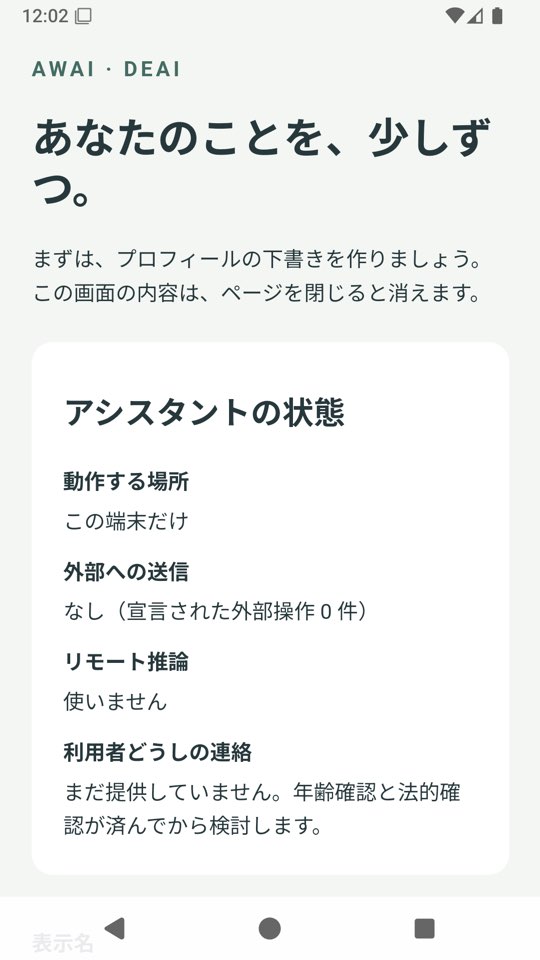 12:02
AWAI · DEAI
あなたのことを、少しず
つ。
まずは、プロフィールの下書きを作りましょう。
この画面の内容は、ページを閉じると消えます。
アシスタントの状態
動作する場所
この端末だけ
外部への送信
なし（宣言された外部操作 0 件）
リモート推論
使いません
利用者どうしの連絡
まだ提供していません。年齢確認と法的確
認が済んでから検討します。
表示名